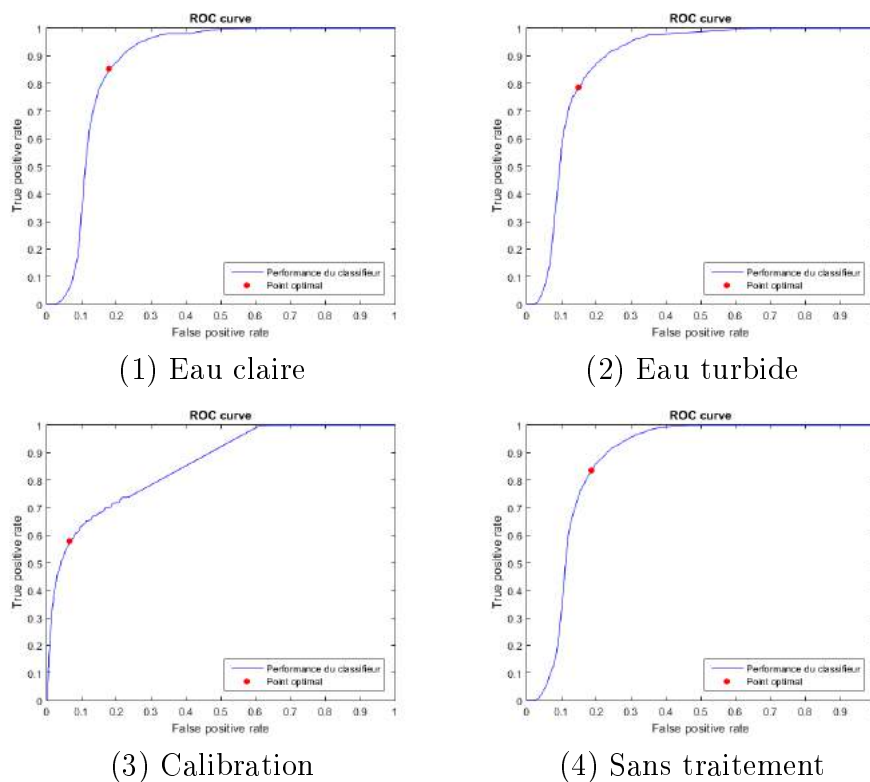 ROC curve
True positive rate
1
0.9
0.8
0.7
0.6
0.5
0.4
0.3
0.2
0.1
0
Performance du classifieur
Point optimal
0 0.1 0.2 0.3 0.4 0.5 0.6 0.7 0.8 0.9 1
False positive rate
(1) Eau claire
ROC curve
True positive rate
1
0.9
0.8
0.7
0.6
0.5
0.4
0.3
0.2
0.1
0
Performance du classifieur
Point optimal
0 0.1 0.2 0.3 0.4 0.5 0.6 0.7 0.8 0.9
False positive rate
(2) Eau turbide
ROC curve
True positive rate
1
0.9
0.8
0.7
0.6
0.5
0.4
0.3
0.2
0.1
0
Performance du classifieur
Point optimal
0 0.1 0.2 0.3 0.4 0.5 0.6 0.7 0.8 0.9 1
False positive rate
(3) Calibration
ROC curve
True positive rate
1
0.9
0.8
0.7
0.6
0.5
0.4
0.3
0.2
0.1
0
Performance du classifieur
Point optimal
0 0.1 0.2 0.3 0.4 0.5 0.6 0.7 0.8 0.9
False positive rate
(4) Sans traitement